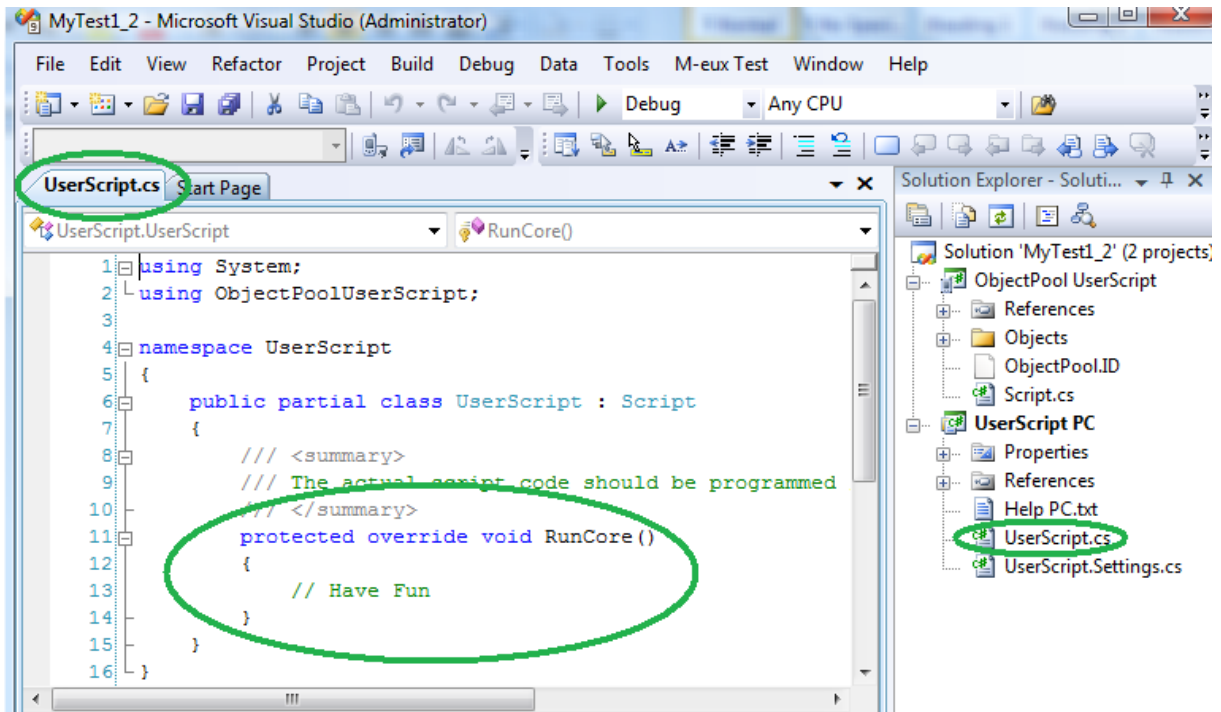 MyTest1_2 - Microsoft Visual Studio (Administrator)
File Edit View Refactor Project Build Debug Data Tools M-eux Test Window Help
Debug Any CPU
UserScript.cs Start Page
UserScript.UserScript RunCore()
1 using System;
2 using ObjectPoolUserScript;
3
4 namespace UserScript
5 {
6 public partial class UserScript : Script
7 {
8 /// <summary>
9 /// The actual script code should be programmed
10 /// </summary>
11 protected override void RunCore()
12 {
13 // Have Fun
14 }
15 }
16 }
Solution Explorer - Soluti...
Solution 'MyTest1_2' (2 projects)
ObjectPool UserScript
References
Objects
ObjectPool.ID
Script.cs
UserScript PC
Properties
References
Help PC.txt
UserScript.cs
UserScript.Settings.cs